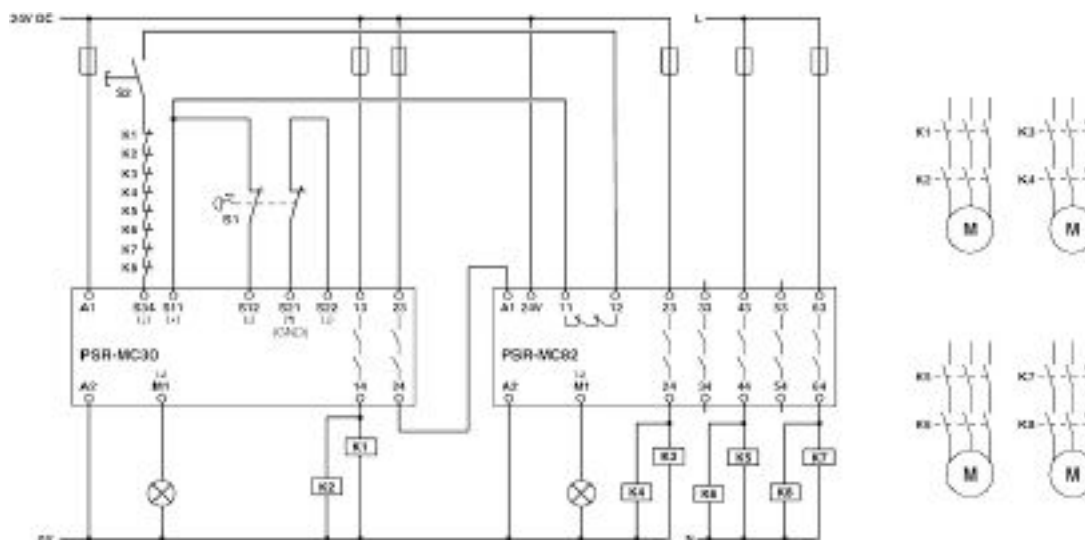 24V DC
L
S2
K1
K2
K3
K4
K5
K6
K7
K8
S1
A1 S34 S11 S12 S21 S22 13 23
(↓) (+) (-) (↑) (-)
(GND)
PSR-MC30
A2 M1 14 24
A1 24V 11 12 23 33 43 53 63
PSR-MC82
A2 M1 24 34 44 54 64
K1
K2
K3
K4
K5
K6
K7
K8
0V
N
K1 K3
K2 K4
M M
K5 K7
K6 K8
M M